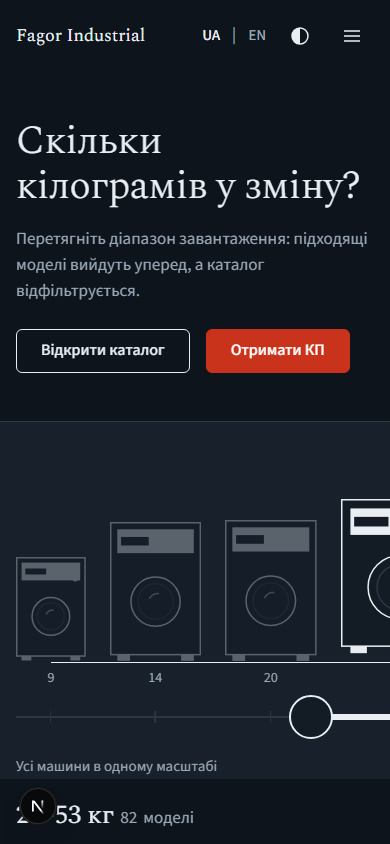 Fagor Industrial
UA | EN
Скільки
кілограмів у зміну?
Перетягніть діапазон завантаження: підходящі
моделі вийдуть уперед, а каталог
відфільтрується.
Відкрити каталог
Отримати КП
9 14 20
Усі машини в одному масштабі
N
53 кг 82 моделі